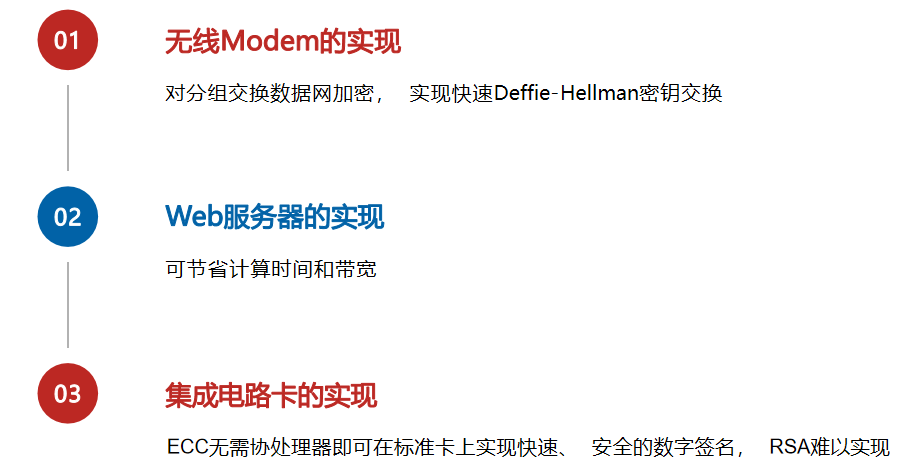 01
无线Modem的实现
对分组交换数据网加密， 实现快速Deffie-Hellman密钥交换
02
Web服务器的实现
可节省计算时间和带宽
03
集成电路卡的实现
ECC无需协处理器即可在标准卡上实现快速、 安全的数字签名， RSA难以实现